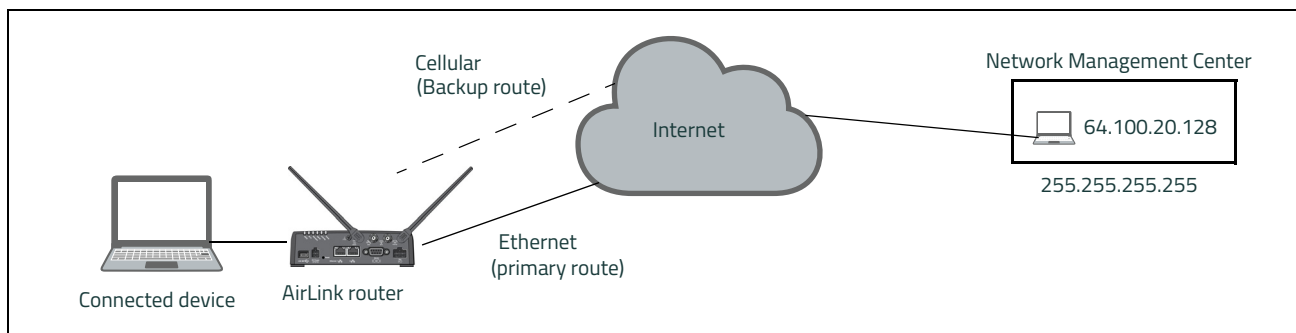 Cellular
(Backup route)
Network Management Center
Internet
64.100.20.128
255.255.255.255
Ethernet
(primary route)
Connected device
AirLink router